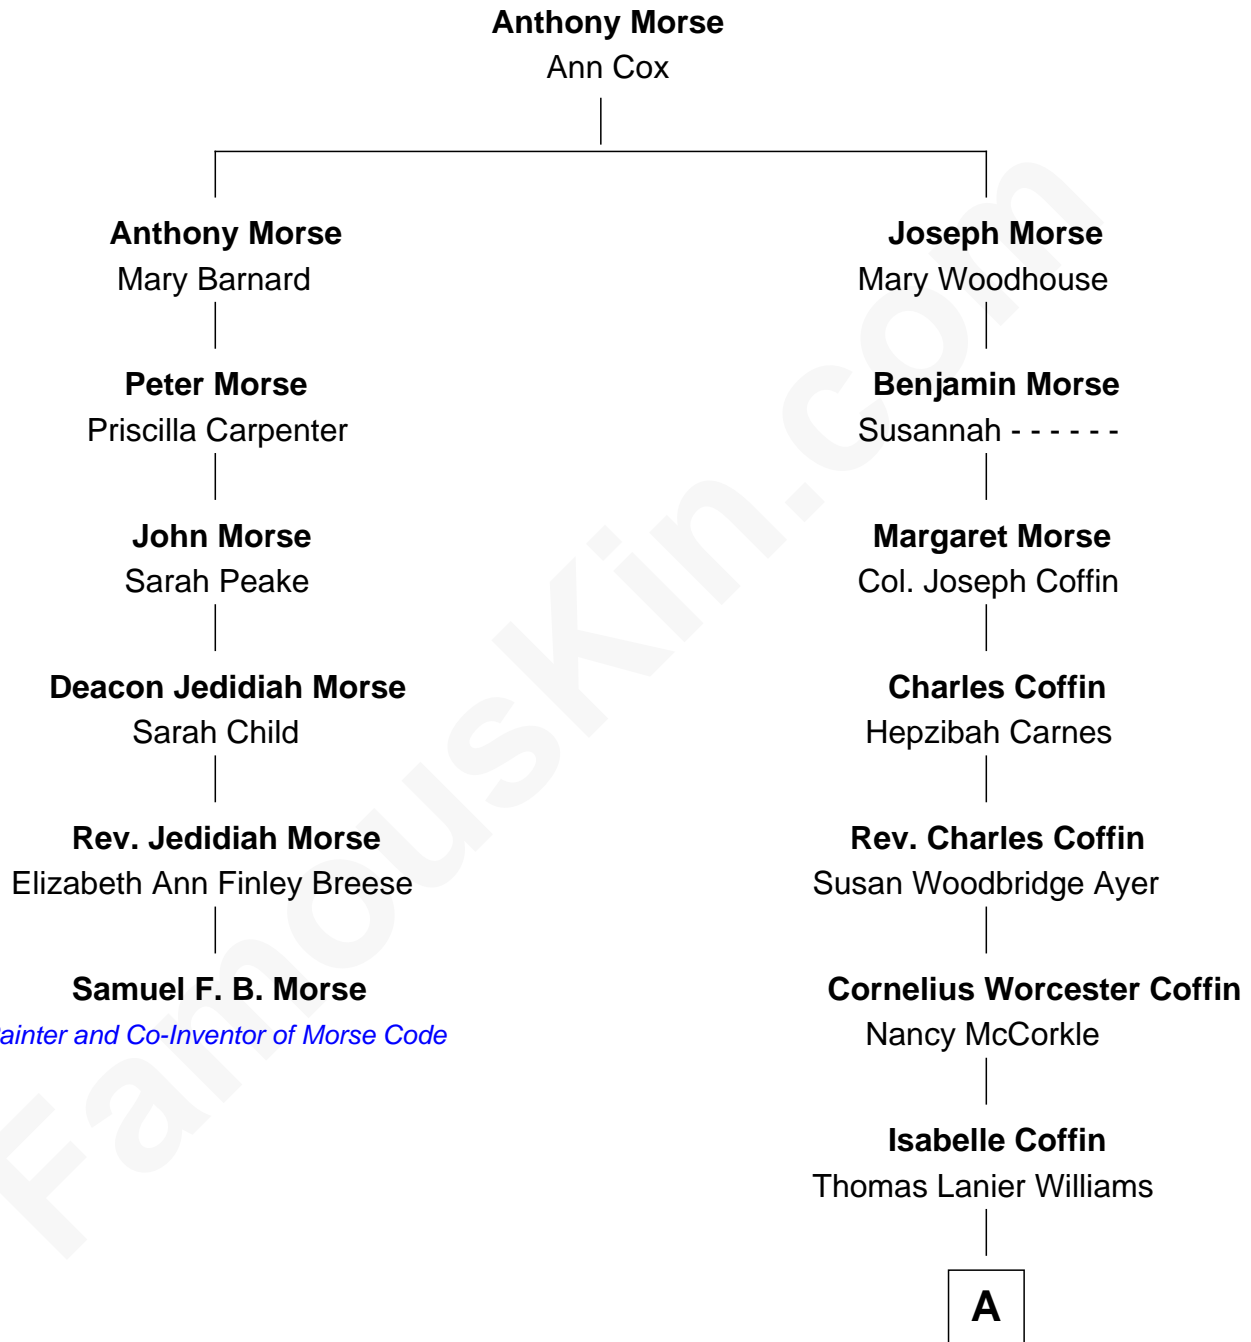 Anthony Morse
Ann Cox
Anthony Morse
Mary Barnard
Peter Morse
Priscilla Carpenter
John Morse
Sarah Peake
Deacon Jedidiah Morse
Sarah Child
Rev. Jedidiah Morse
Elizabeth Ann Finley Breese
Samuel F. B. Morse
ainter and Co-Inventor of Morse Code
Joseph Morse
Mary Woodhouse
Benjamin Morse
Susannah - - - - - -
Margaret Morse
Col. Joseph Coffin
Charles Coffin
Hepzibah Carnes
Rev. Charles Coffin
Susan Woodbridge Ayer
Cornelius Worcester Coffin
Nancy McCorkle
Isabelle Coffin
Thomas Lanier Williams
A
FamousKin.com